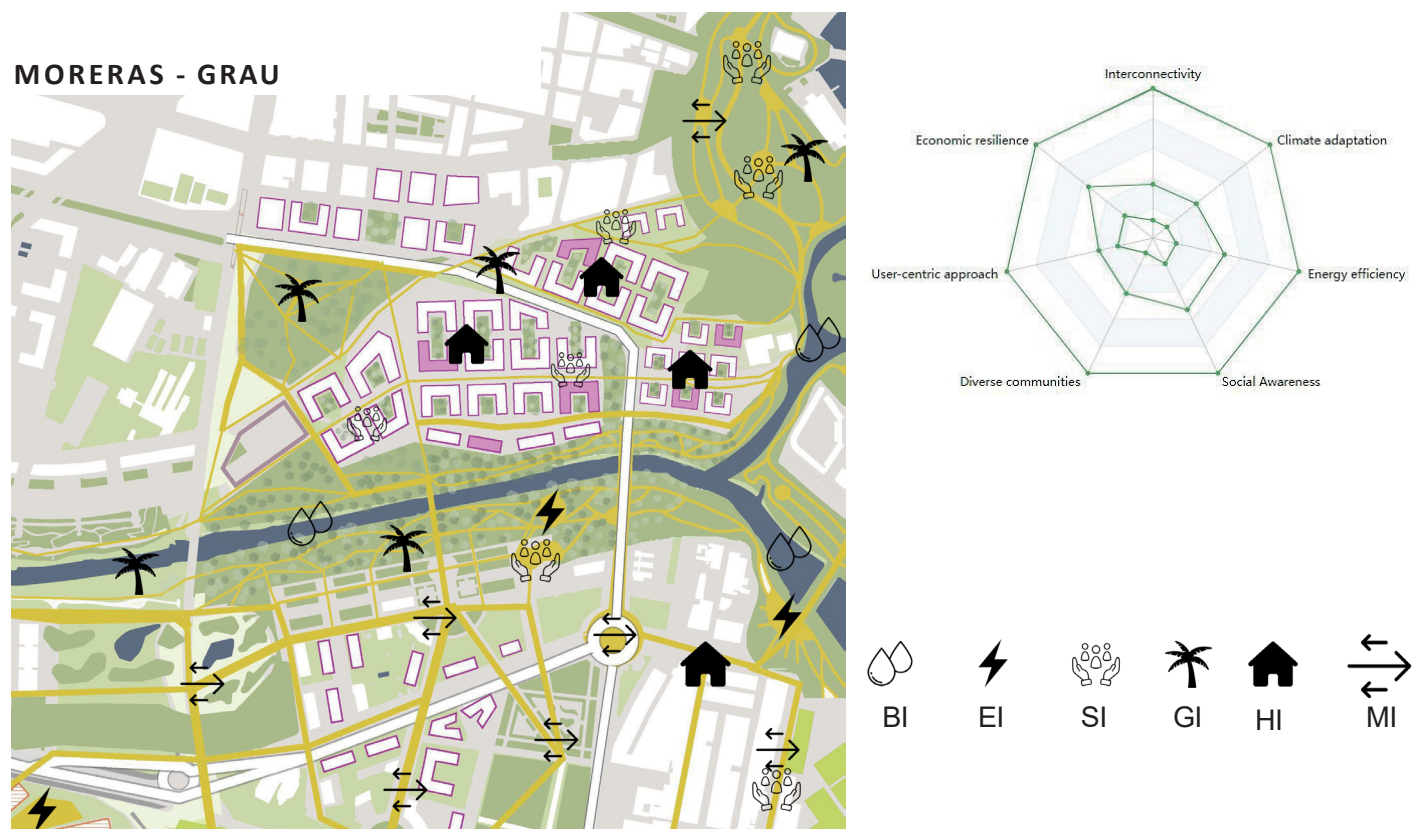 MORERAS - GRAU
Interconnectivity
Economic resilience
Climate adaptation
User-centric approach
Energy efficiency
Diverse communities
Social Awareness
BI
EI
SI
GI
HI
MI